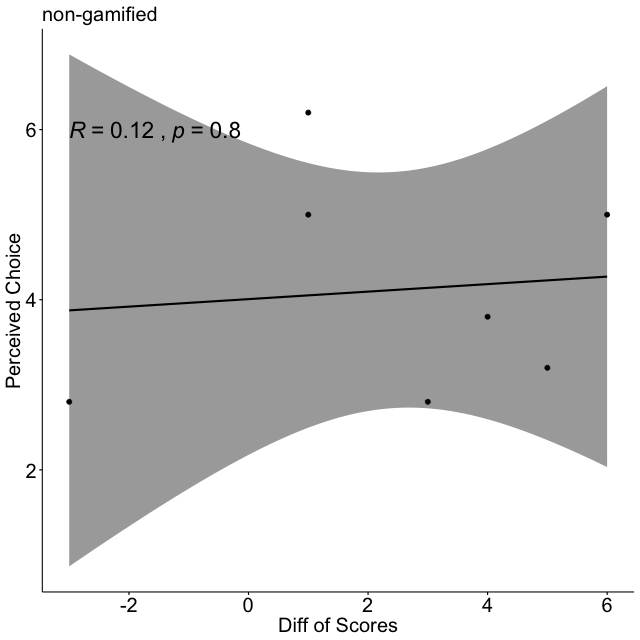 non-gamified
R = 0.12 , p = 0.8
6
4
2
Perceived Choice
-2 0 2 4 6
Diff of Scores